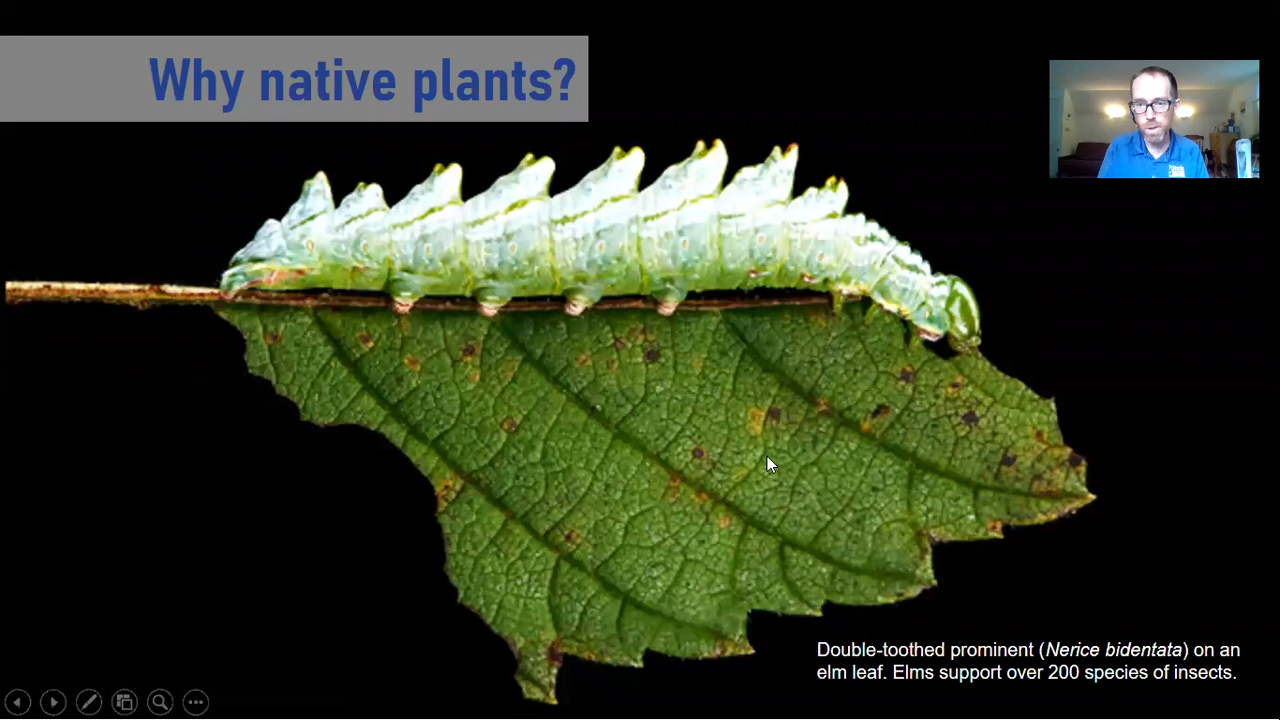 Why native plants?
Double-toothed prominent (Nerice bidentata) on an
elm leaf. Elms support over 200 species of insects.